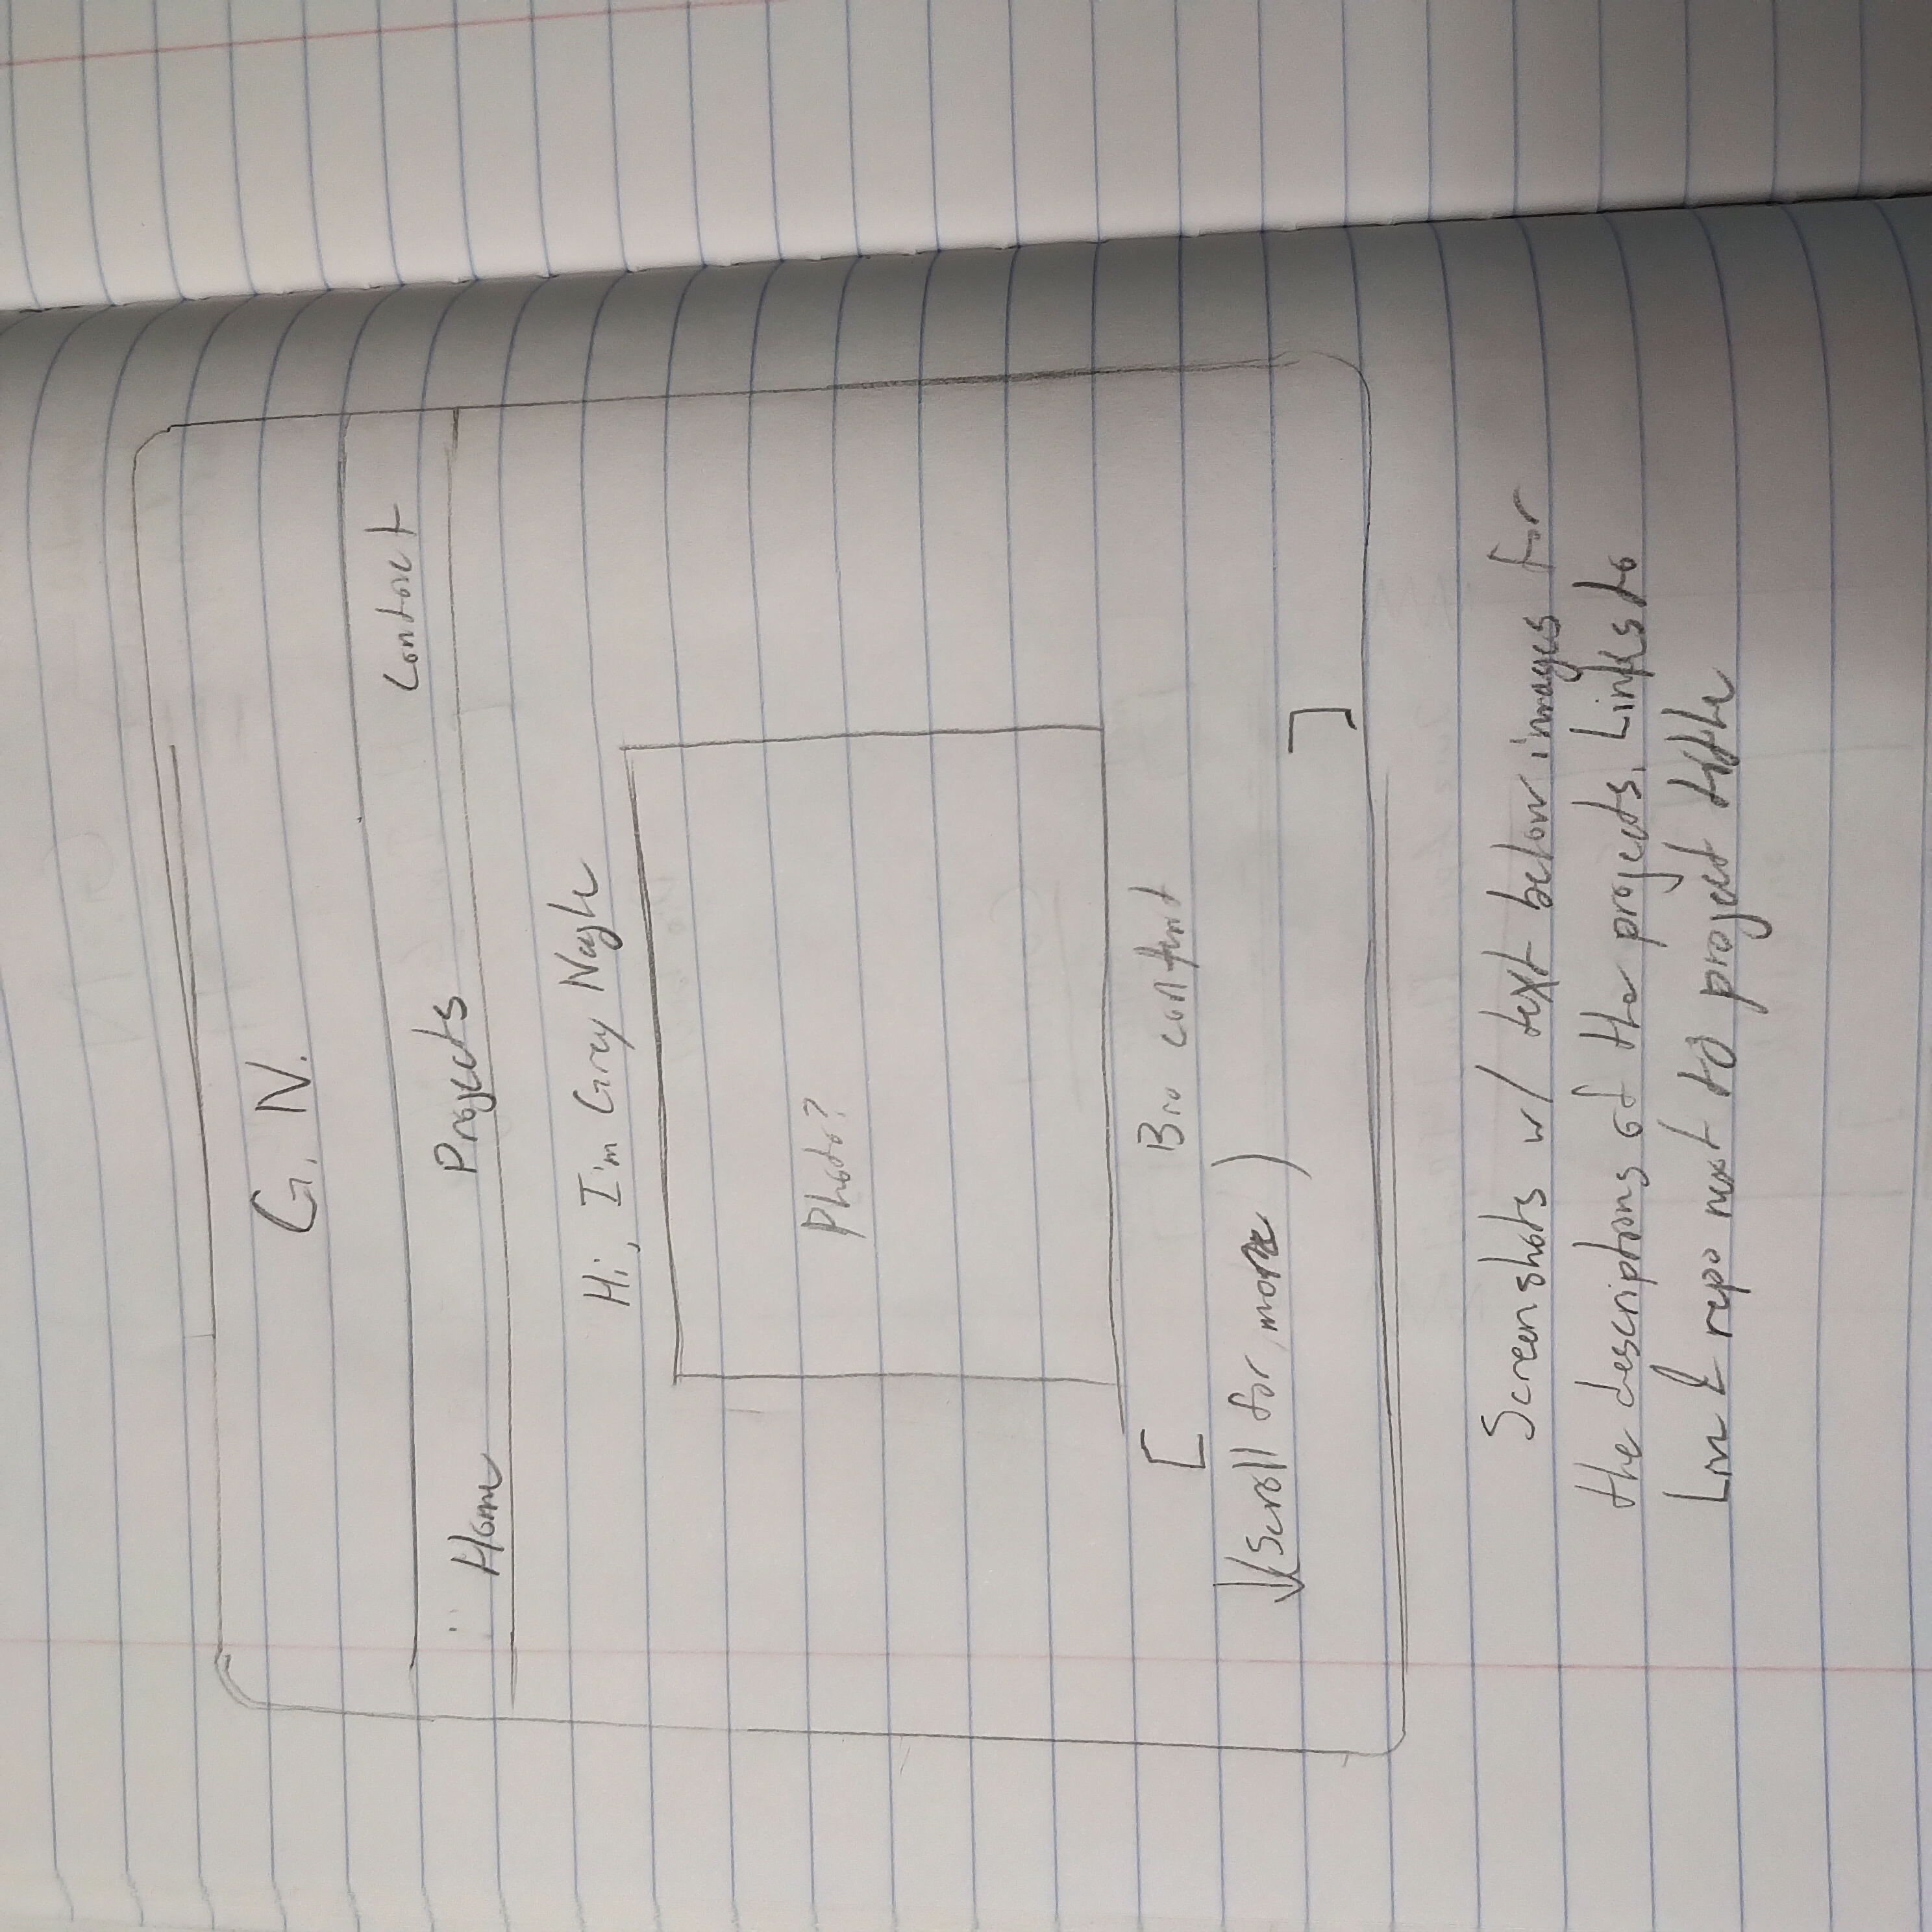 G. N.
Home Projects Contact
Hi, I'm Grey Nagle
Photo?
[ Bio content
↓(Scroll for more)
]
Screenshots w/ text below images for
the descriptions of the projects. Links to
Live & repo next to project title